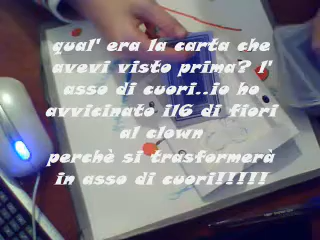 qual' era la carta che
avevi visto prima? l'
asso di cuori..io ho
avvicinato il6 di fiori
al clown
perchè si trasformerà
in asso di cuori!!!!!